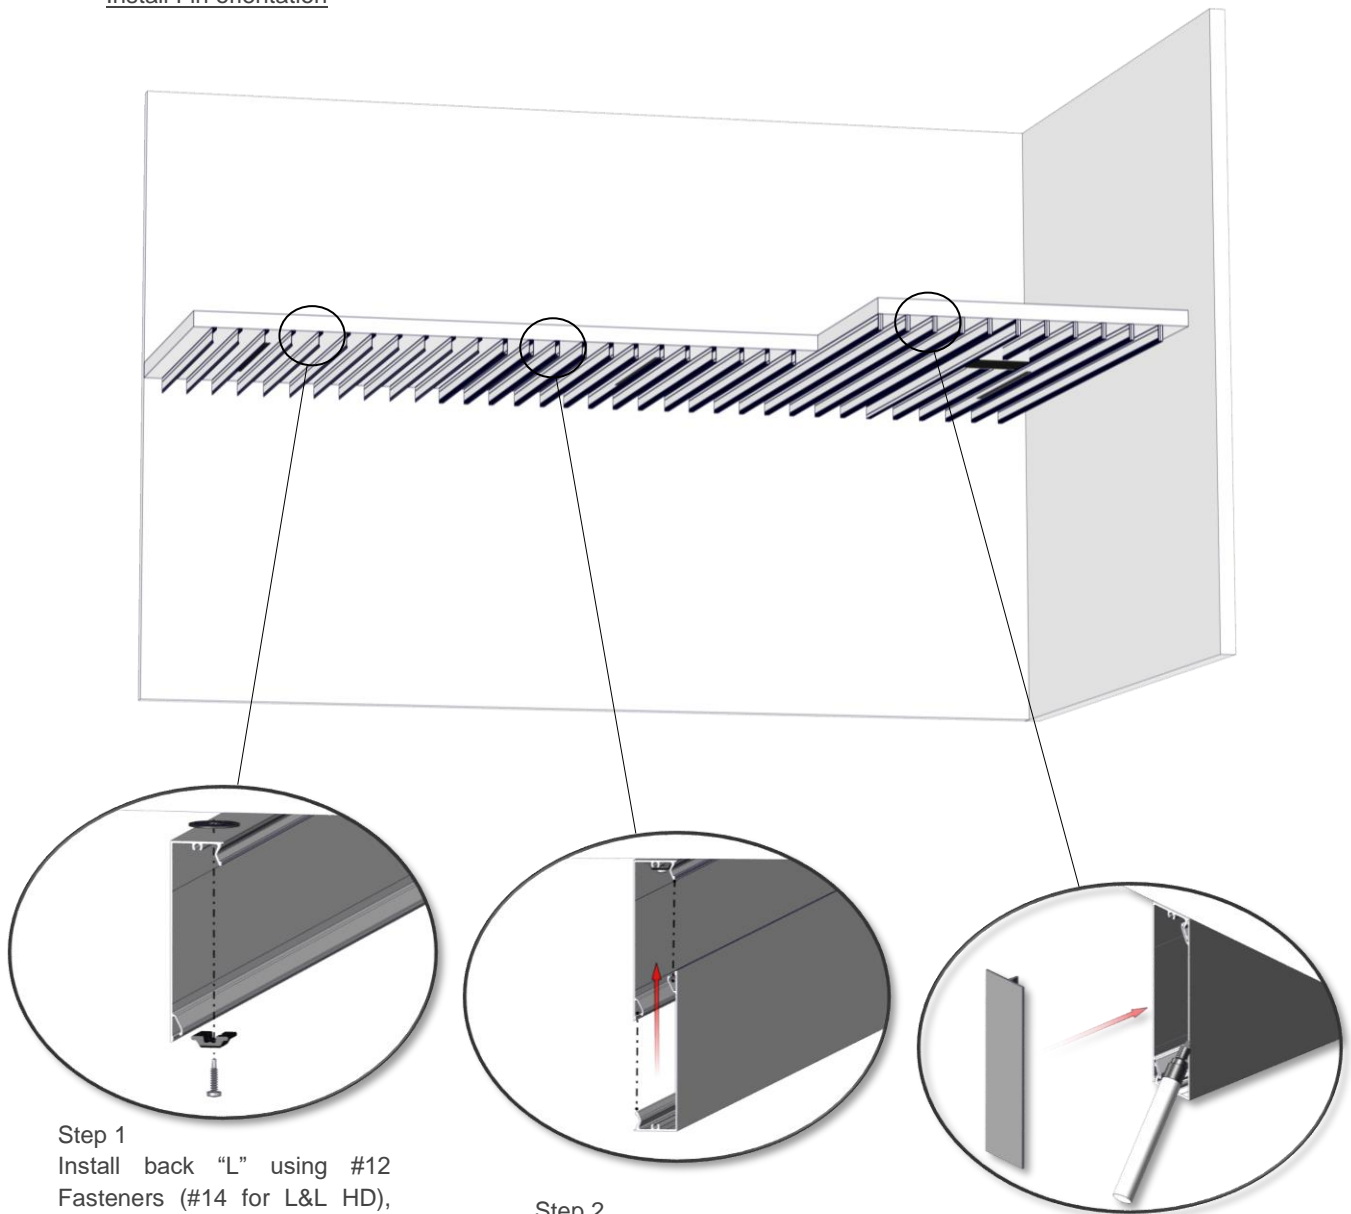 Install Fin orientation
Step 1
Install back “L” using #12
Fasteners (#14 for L&L HD),
Step 2